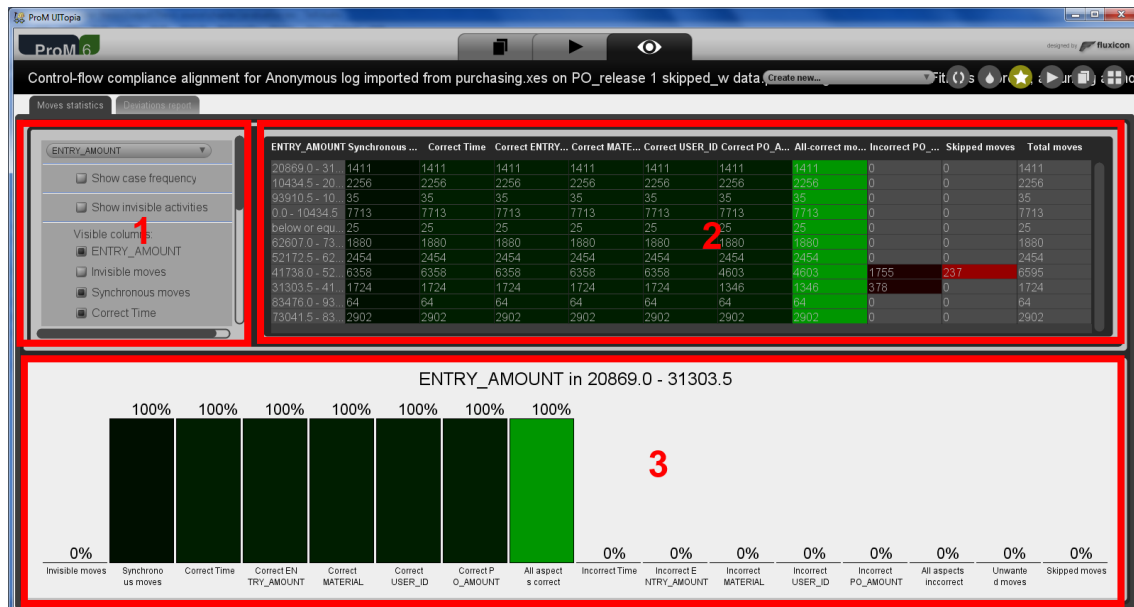 ProM UITopia
ProM 6
designed by fluxicon
Control-flow compliance alignment for Anonymous log imported from purchasing.xes on PO_release 1 skipped_w data.
Create new...
Moves statistics
Deviations report
ENTRY_AMOUNT
Show case frequency
Show invisible activities
Visible columns:
ENTRY_AMOUNT
Invisible moves
Synchronous moves
Correct Time
1
ENTRY_AMOUNT Synchronous ... Correct Time Correct ENTRY... Correct MATE... Correct USER_ID Correct PO_A... All-correct mo... Incorrect PO_... Skipped moves Total moves
20869.0 - 31... 1411 1411 1411 1411 1411 1411 1411 0 0 1411
10434.5 - 20... 2256 2256 2256 2256 2256 2256 2256 0 0 2256
93910.5 - 10... 35 35 35 35 35 35 35 0 0 35
0.0 - 10434.5 7713 7713 7713 7713 7713 7713 7713 0 0 7713
below or equ... 25 25 25 25 25 25 25 0 0 25
62607.0 - 73... 1880 1880 1880 1880 1880 1880 1880 0 0 1880
52172.5 - 62... 2454 2454 2454 2454 2454 2454 2454 0 0 2454
41738.0 - 52... 6358 6358 6358 6358 6358 4603 4603 1755 237 6595
31303.5 - 41... 1724 1724 1724 1724 1724 1346 1346 378 0 1724
83476.0 - 93... 64 64 64 64 64 64 64 0 0 64
73041.5 - 83... 2902 2902 2902 2902 2902 2902 2902 0 0 2902
2
ENTRY_AMOUNT in 20869.0 - 31303.5
100% 100% 100% 100% 100% 100% 100%
3
0% 0% 0% 0% 0% 0% 0% 0% 0%
Invisible moves Synchrono Correct Time Correct EN Correct Correct Correct P All aspect Incorrect Time Incorrect E Incorrect Incorrect Incorrect All aspects Unwante Skipped moves
us moves TRY_AMOUNT MATERIAL USER_ID O_AMOUNT s correct NTRY_AMOUNT MATERIAL USER_ID PO_AMOUNT inccorrect d moves